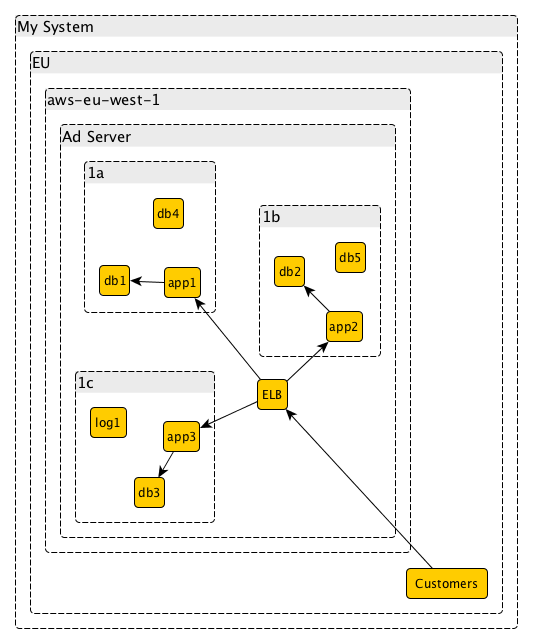 My System
EU
aws-eu-west-1
Ad Server
1a
db4
db1
app1
1b
db2
db5
app2
ELB
1c
log1
app3
db3
Customers